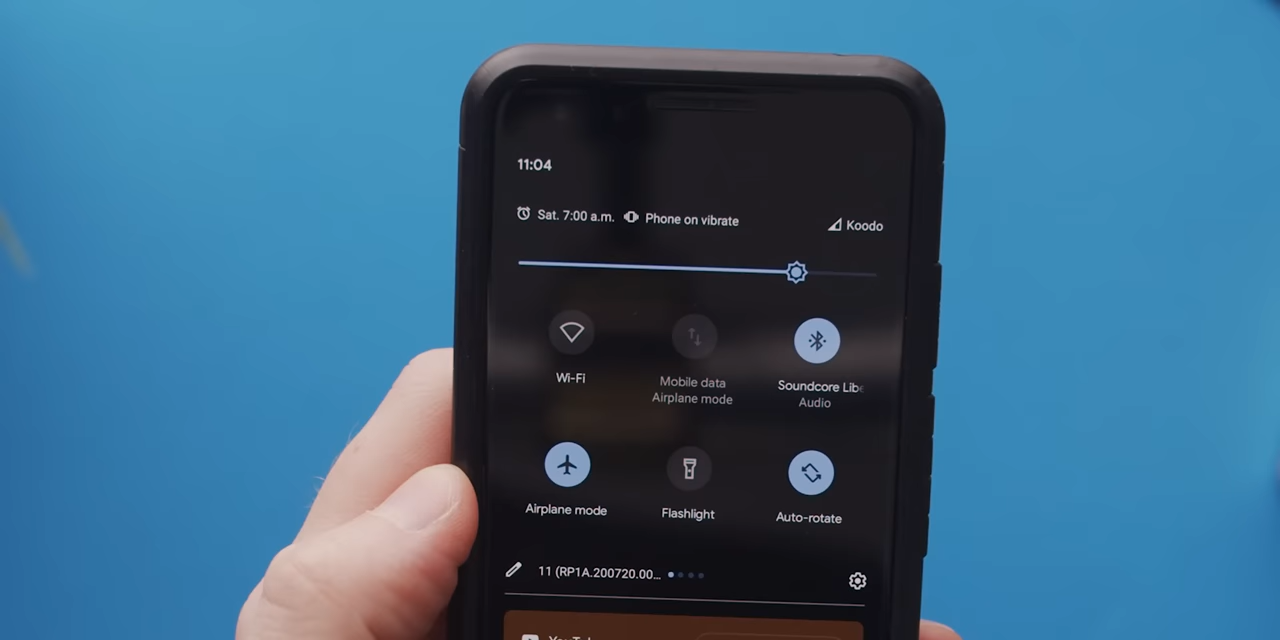 11:04
Sat. 7:00 a.m. Phone on vibrate Koodo
Wi-Fi
Mobile data
Airplane mode
Soundcore Lib
Audio
Airplane mode
Flashlight
Auto-rotate
11 (RP1A.200720.00...